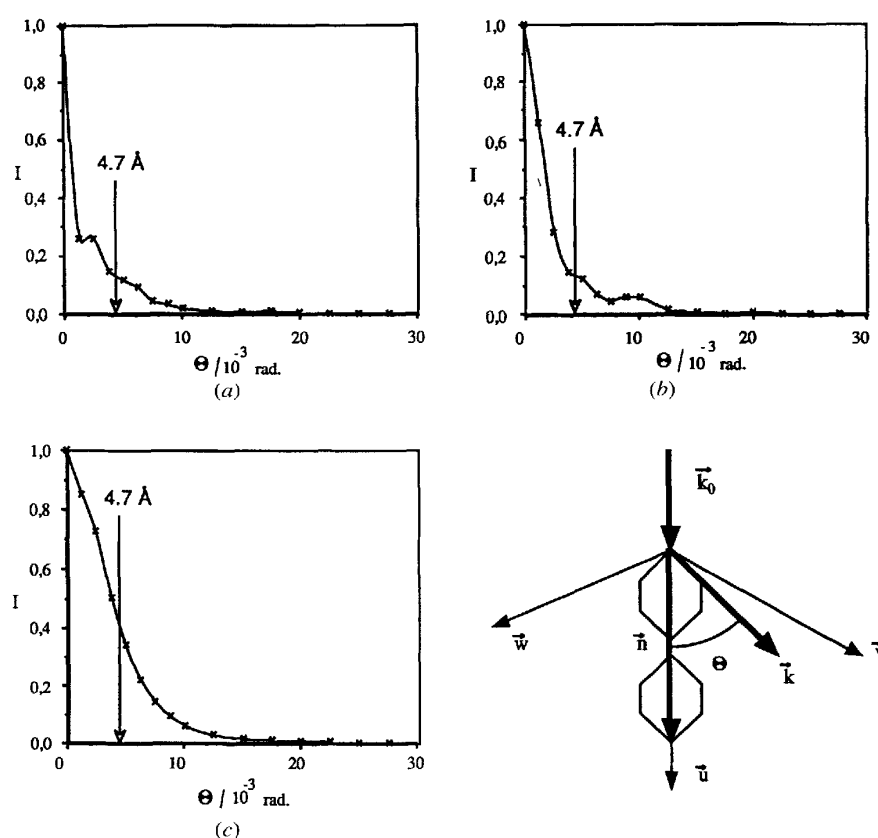 1,0
0,8
0,6
0,4
0,2
0,0
I
4.7 Å
0 10 20 30
Θ / 10⁻³ rad.
(a)
1,0
0,8
0,6
0,4
0,2
0,0
I
4.7 Å
0 10 20 30
Θ / 10⁻³ rad.
(b)
1,0
0,8
0,6
0,4
0,2
0,0
I
4.7 Å
0 10 20 30
Θ / 10⁻³ rad.
(c)
k⃗₀
w⃗
n⃗
Θ
k⃗
u⃗